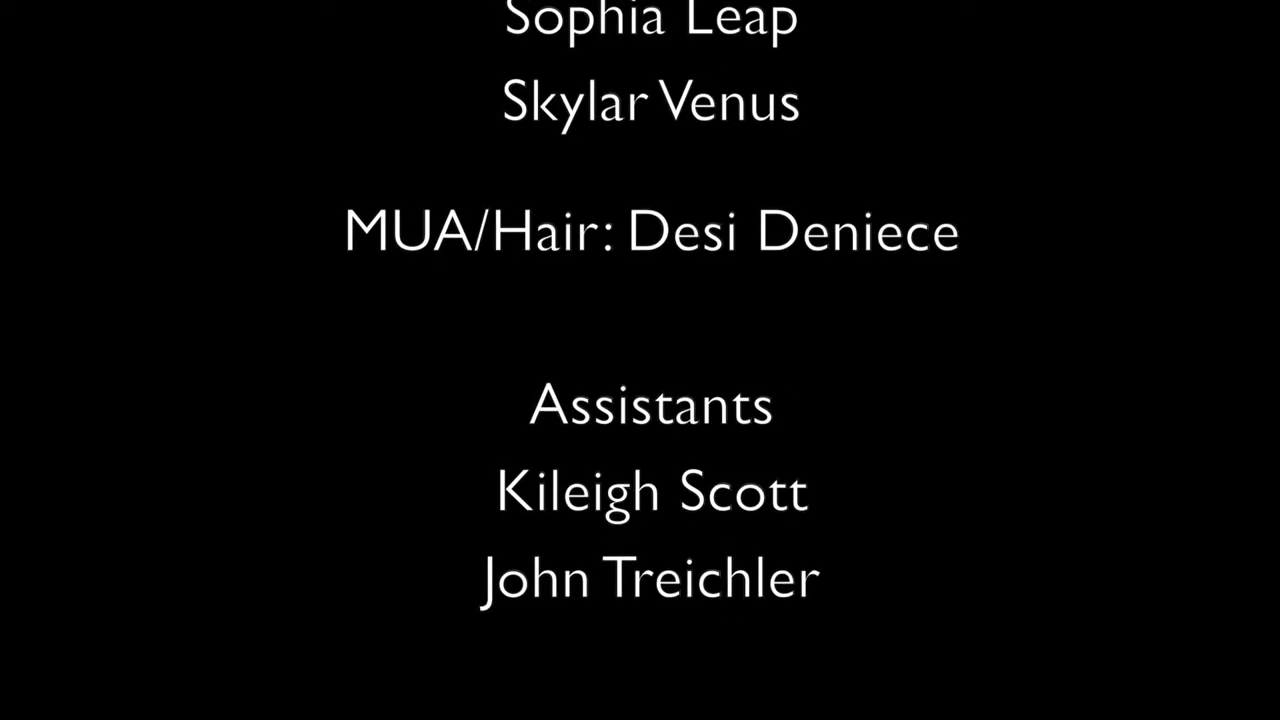 Sophia Leap
Skylar Venus
MUA/Hair: Desi Deniece
Assistants
Kileigh Scott
John Treichler